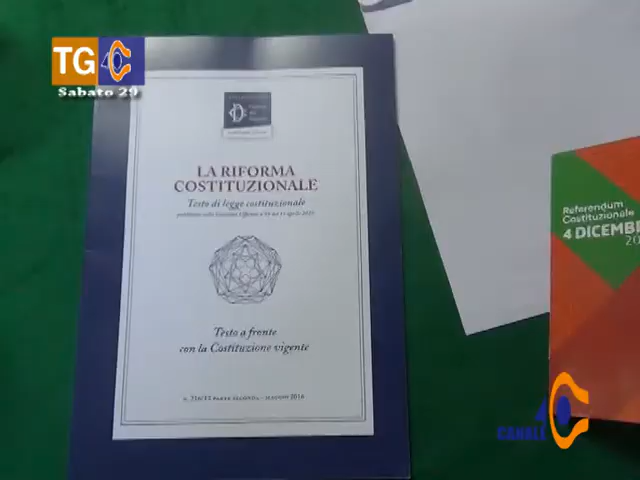 TG
Sabato 29
LA RIFORMA
COSTITUZIONALE
Testo di legge costituzionale
Testo a fronte
con la Costituzione vigente
Referendum
Costituzionale
4 DICEMB
20
CANALE